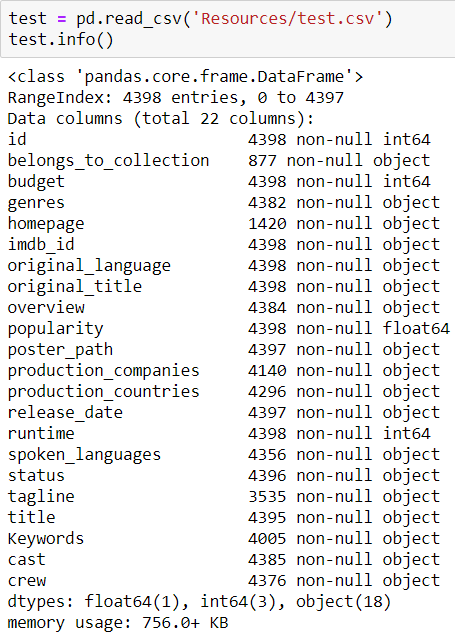 test = pd.read_csv('Resources/test.csv')
test.info()
<class 'pandas.core.frame.DataFrame'>
RangeIndex: 4398 entries, 0 to 4397
Data columns (total 22 columns):
id                       4398 non-null int64
belongs_to_collection    877 non-null object
budget                   4398 non-null int64
genres                   4382 non-null object
homepage                 1420 non-null object
imdb_id                  4398 non-null object
original_language        4398 non-null object
original_title           4398 non-null object
overview                 4384 non-null object
popularity               4398 non-null float64
poster_path              4397 non-null object
production_companies     4140 non-null object
production_countries     4296 non-null object
release_date             4397 non-null object
runtime                  4398 non-null int64
spoken_languages         4356 non-null object
status                   4396 non-null object
tagline                  3535 non-null object
title                    4395 non-null object
Keywords                 4005 non-null object
cast                     4385 non-null object
crew                     4376 non-null object
dtypes: float64(1), int64(3), object(18)
memory usage: 756.0+ KB